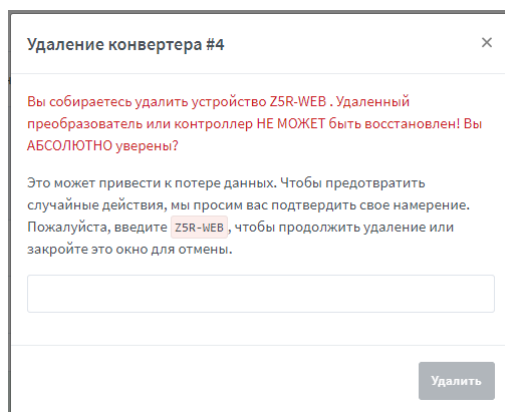 Удаление конвертера #4
×
Вы собираетесь удалить устройство Z5R-WEB . Удаленный
преобразователь или контроллер НЕ МОЖЕТ быть восстановлен! Вы
АБСОЛЮТНО уверены?
Это может привести к потере данных. Чтобы предотвратить
случайные действия, мы просим вас подтвердить свое намерение.
Пожалуйста, введите Z5R-WEB , чтобы продолжить удаление или
закройте это окно для отмены.
Удалить